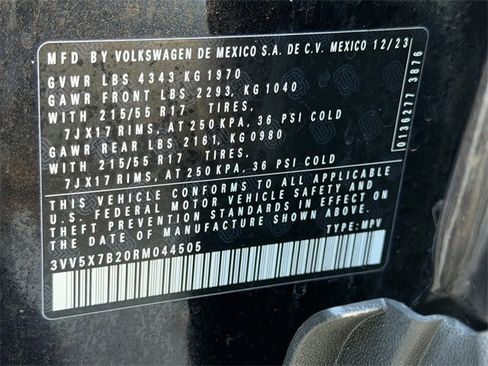 MFD BY VOLKSWAGEN DE MEXICO S.A. DE C.V. MEXICO 12/23
GVWR LBS 4343 KG 1970
GAWR FRONT LBS 2293, KG 1040
WITH 215/55 R17 TIRES,
7JX17 RIMS, AT 250 KPA, 36 PSI COLD
GAWR REAR LBS 2161, KG 0980
WITH 215/55 R17 TIRES,
7JX17 RIMS, AT 250 KPA, 36 PSI COLD
THIS VEHICLE CONFORMS TO ALL APPLICABLE
U.S. FEDERAL MOTOR VEHICLE SAFETY AND
THEFT PREVENTION STANDARDS IN EFFECT ON
THE DATE OF MANUFACTURE SHOWN ABOVE.
3VV5X7B20RM044505 TYPE: MPV
0130277 3876